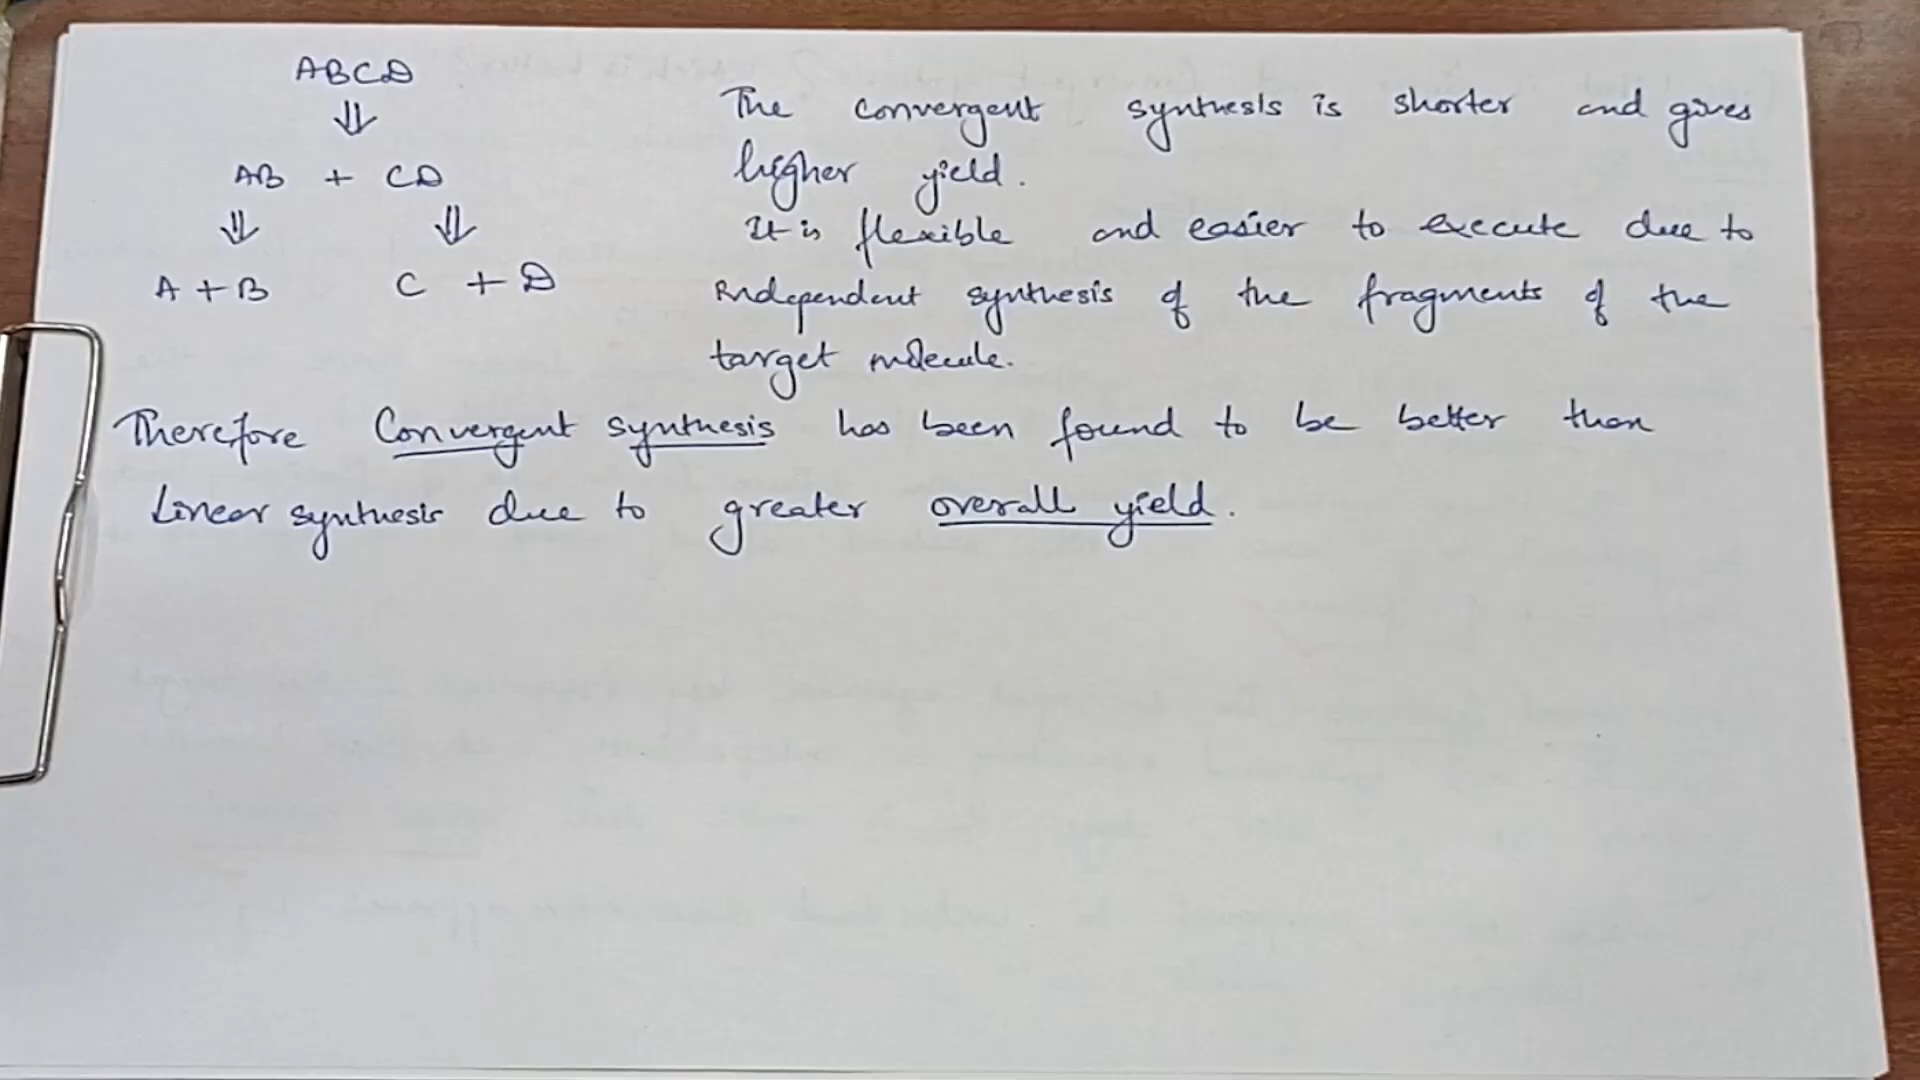 ABCD
⇓
AB + CD
⇓ ⇓
A + B C + D
The convergent synthesis is shorter and gives
higher yield.
It is flexible and easier to execute due to
independent synthesis of the fragments of the
target molecule.
Therefore Convergent synthesis has been found to be better than
Linear synthesis due to greater overall yield.